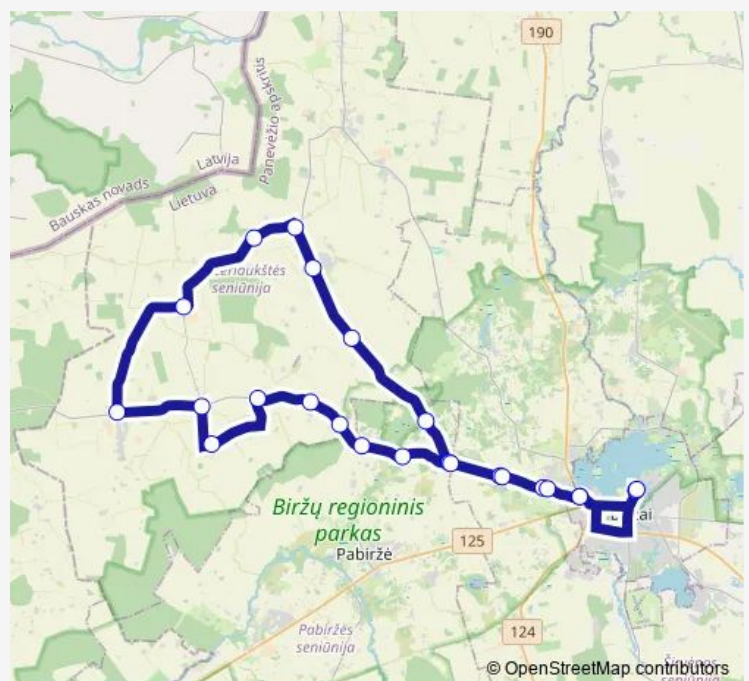 190
Panevėžio apskritis
Latvija
Bauskas novads
Lietuva
seniūnija
Biržų regioninis
parkas
125
Pabiržė
124
Pabiržės
seniūnija
© OpenStreetMap contributors